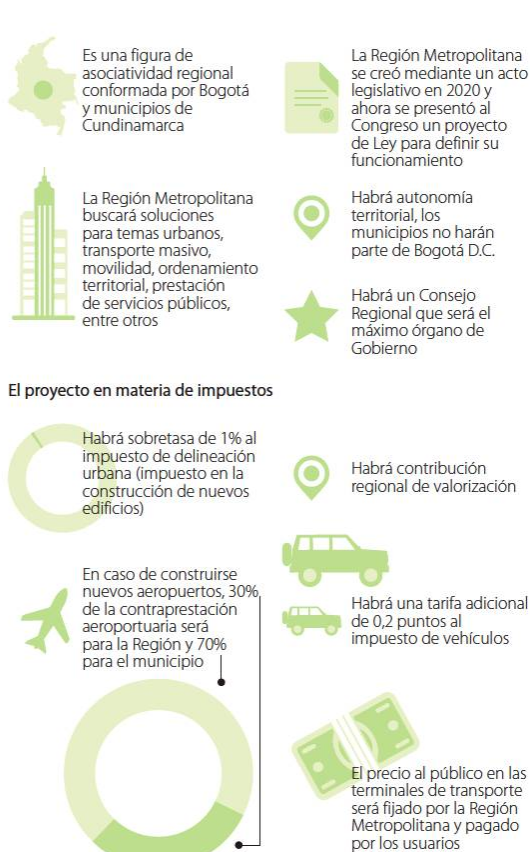 Es una figura de
asociatividad regional
conformada por Bogotá
y municipios de
Cundinamarca
La Región Metropolitana
se creó mediante un acto
legislativo en 2020 y
ahora se presentó al
Congreso un proyecto
de Ley para definir su
funcionamiento
La Región Metropolitana
buscará soluciones
para temas urbanos,
transporte masivo,
movilidad, ordenamiento
territorial, prestación
de servicios públicos,
entre otros
Habrá autonomía
territorial, los
municipios no harán
parte de Bogotá D.C.
Habrá un Consejo
Regional que será el
máximo órgano de
Gobierno
El proyecto en materia de impuestos
Habrá sobretasa de 1% al
impuesto de delineación
urbana (impuesto en la
construcción de nuevos
edificios)
Habrá contribución
regional de valorización
En caso de construirse
nuevos aeropuertos, 30%
de la contraprestación
aeroportuaria será
para la Región y 70%
para el municipio
Habrá una tarifa adicional
de 0,2 puntos al
impuesto de vehículos
El precio al público en las
terminales de transporte
será fijado por la Región
Metropolitana y pagado
por los usuarios